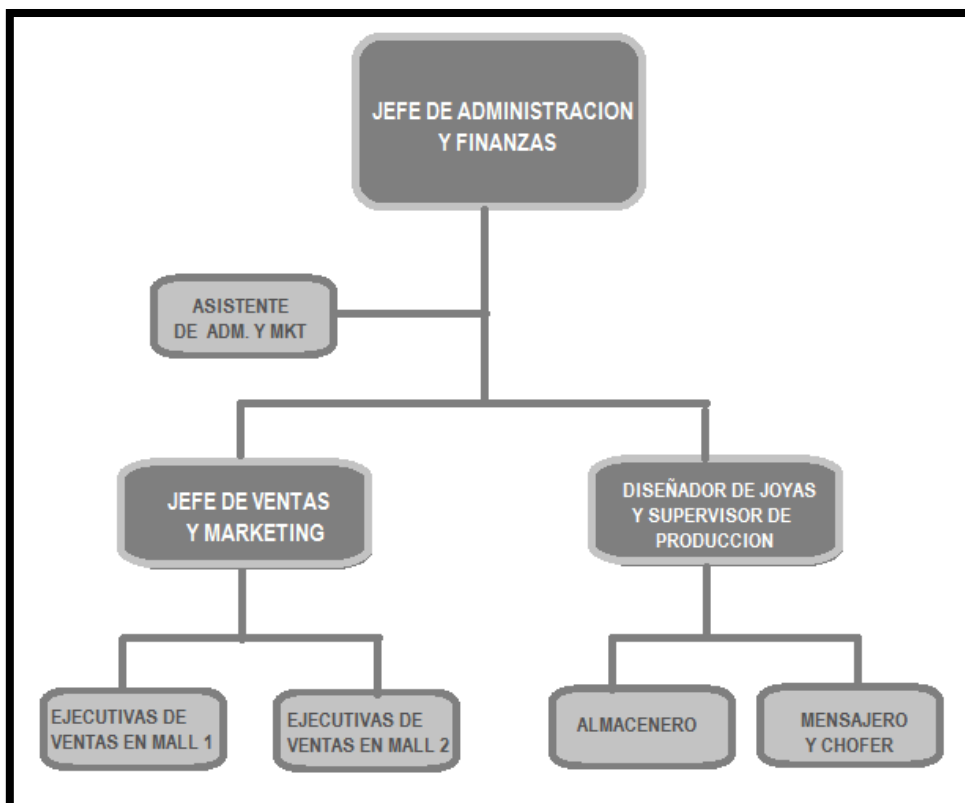 JEFE DE ADMINISTRACION
Y FINANZAS
ASISTENTE
DE ADM. Y MKT
JEFE DE VENTAS
Y MARKETING
DISEÑADOR DE JOYAS
Y SUPERVISOR DE
PRODUCCION
EJECUTIVAS DE
VENTAS EN MALL 1
EJECUTIVAS DE
VENTAS EN MALL 2
ALMACENERO
MENSAJERO
Y CHOFER